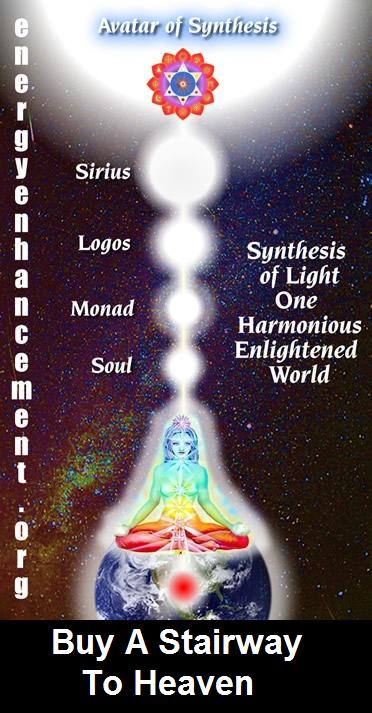 Avatar of Synthesis
energyenhancement.org
Sirius
Logos
Monad
Soul
Synthesis
of Light
One
Harmonious
Enlightened
World
Buy A Stairway
To Heaven